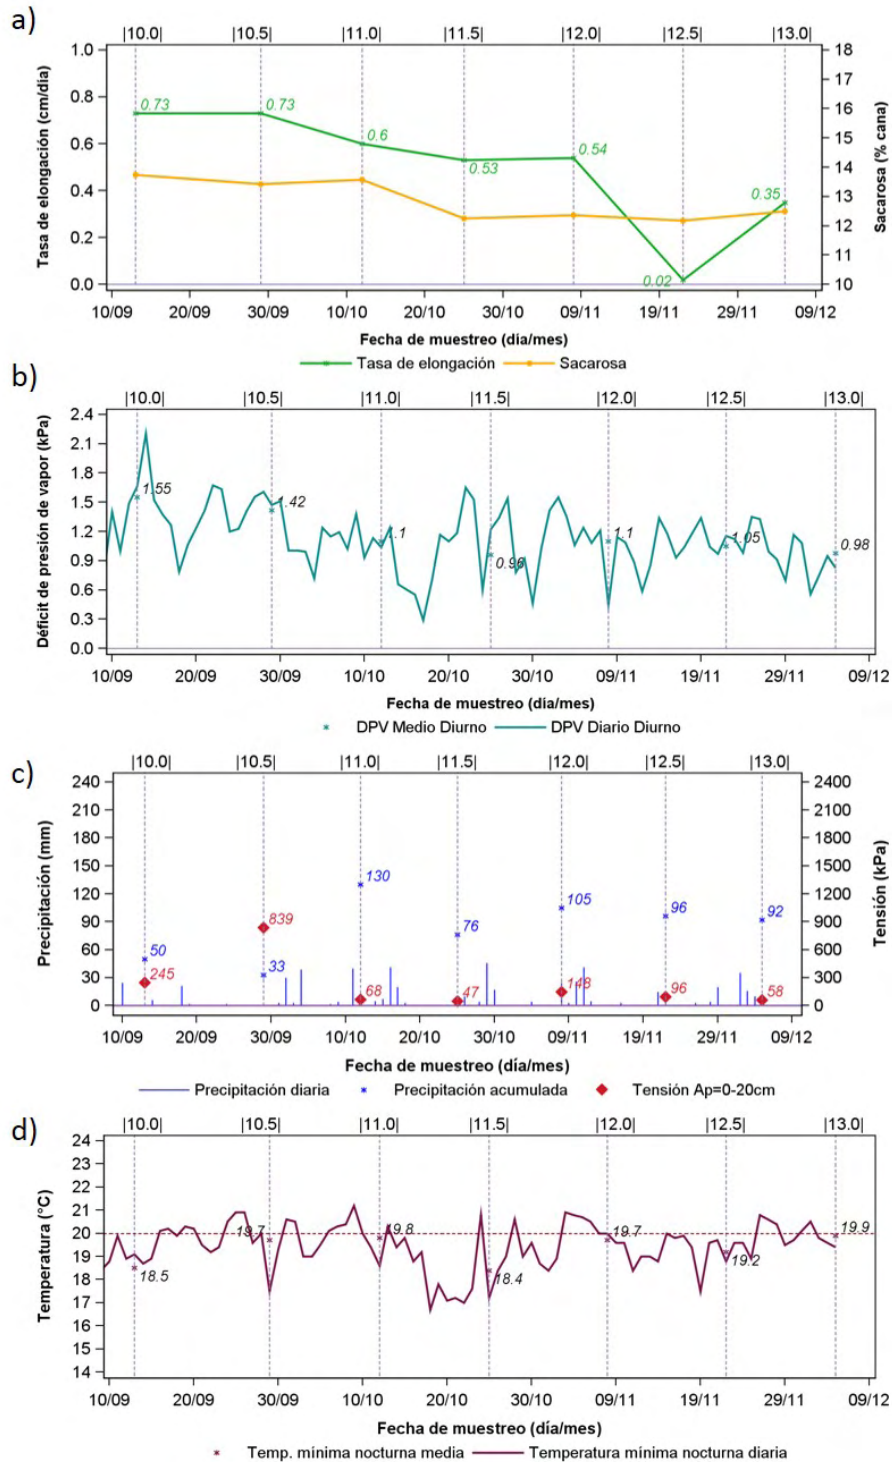 a)
|10.0| |10.5| |11.0| |11.5| |12.0| |12.5| |13.0|
Tasa de elongación (cm/dia)
1.0 0.8 0.6 0.4 0.2 0.0
0.73 0.73 0.6 0.53 0.54 0.02 0.35
18 17 16 15 14 13 12 11 10
Sacarosa (% cana)
10/09 20/09 30/09 10/10 20/10 30/10 09/11 19/11 29/11 09/12
Fecha de muestreo (dia/mes)
Tasa de elongación Sacarosa
b)
|10.0| |10.5| |11.0| |11.5| |12.0| |12.5| |13.0|
Déficit de presión de vapor (kPa)
2.4 2.1 1.8 1.5 1.2 0.9 0.6 0.3 0.0
1.55 1.42 1.1 0.96 1.1 1.05 0.98
10/09 20/09 30/09 10/10 20/10 30/10 09/11 19/11 29/11 09/12
Fecha de muestreo (día/mes)
DPV Medio Diurno DPV Diario Diurno
c)
|10.0| |10.5| |11.0| |11.5| |12.0| |12.5| |13.0|
Precipitación (mm)
240 210 180 150 120 90 60 30 0
50 33 130 76 105 96 92
245 839 68 47 148 96 58
2400 2100 1800 1500 1200 900 600 300 0
Tensión (kPa)
10/09 20/09 30/09 10/10 20/10 30/10 09/11 19/11 29/11 09/12
Fecha de muestreo (día/mes)
Precipitación diaria Precipitación acumulada Tensión Ap=0-20cm
d)
|10.0| |10.5| |11.0| |11.5| |12.0| |12.5| |13.0|
Temperatura (°C)
24 23 22 21 20 19 18 17 16 15 14
18.5 19.7 19.8 18.4 19.7 19.2 19.9
10/09 20/09 30/09 10/10 20/10 30/10 09/11 19/11 29/11 09/12
Fecha de muestreo (día/mes)
Temp. mínima nocturna media Temperatura mínima nocturna diaria